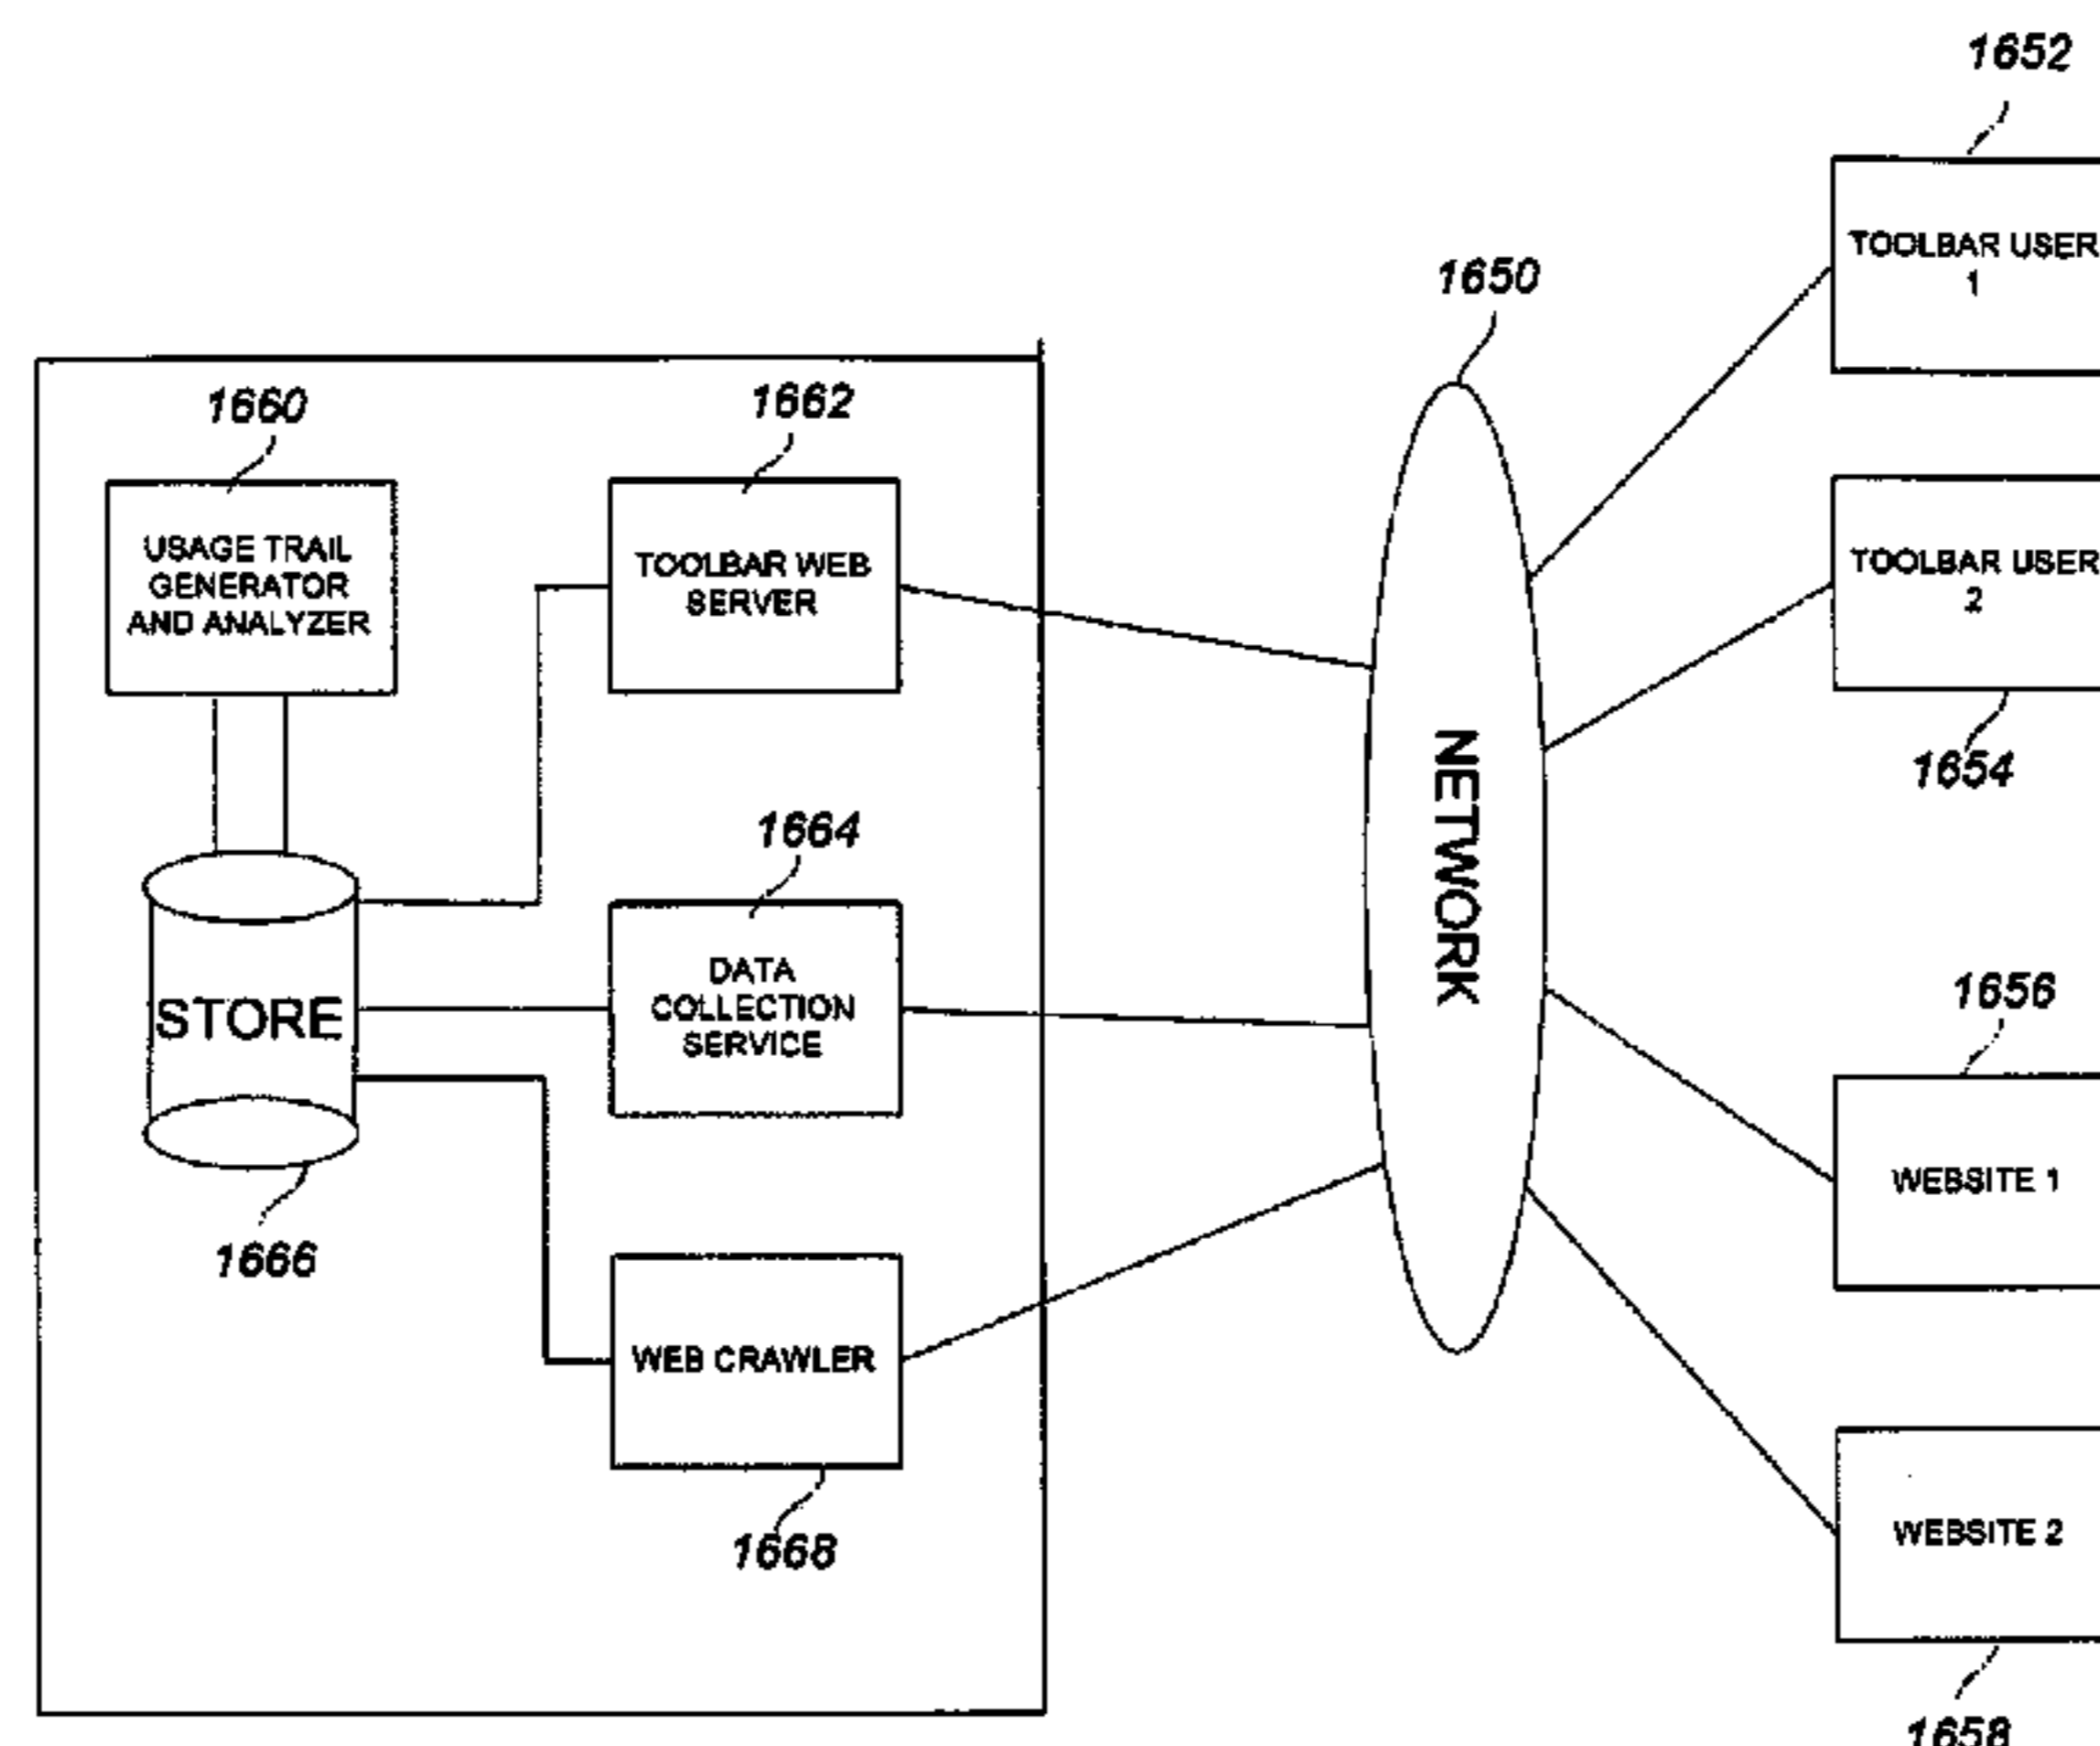 1652
TOOLBAR USER
1
1650
1660
1662
USAGE TRAIL
GENERATOR
AND ANALYZER
TOOLBAR WEB
SERVER
TOOLBAR USER
2
1654
NETWORK
1664
STORE
DATA
COLLECTION
SERVICE
1656
WEBSITE 1
1666
WEB CRAWLER
1668
WEBSITE 2
1658